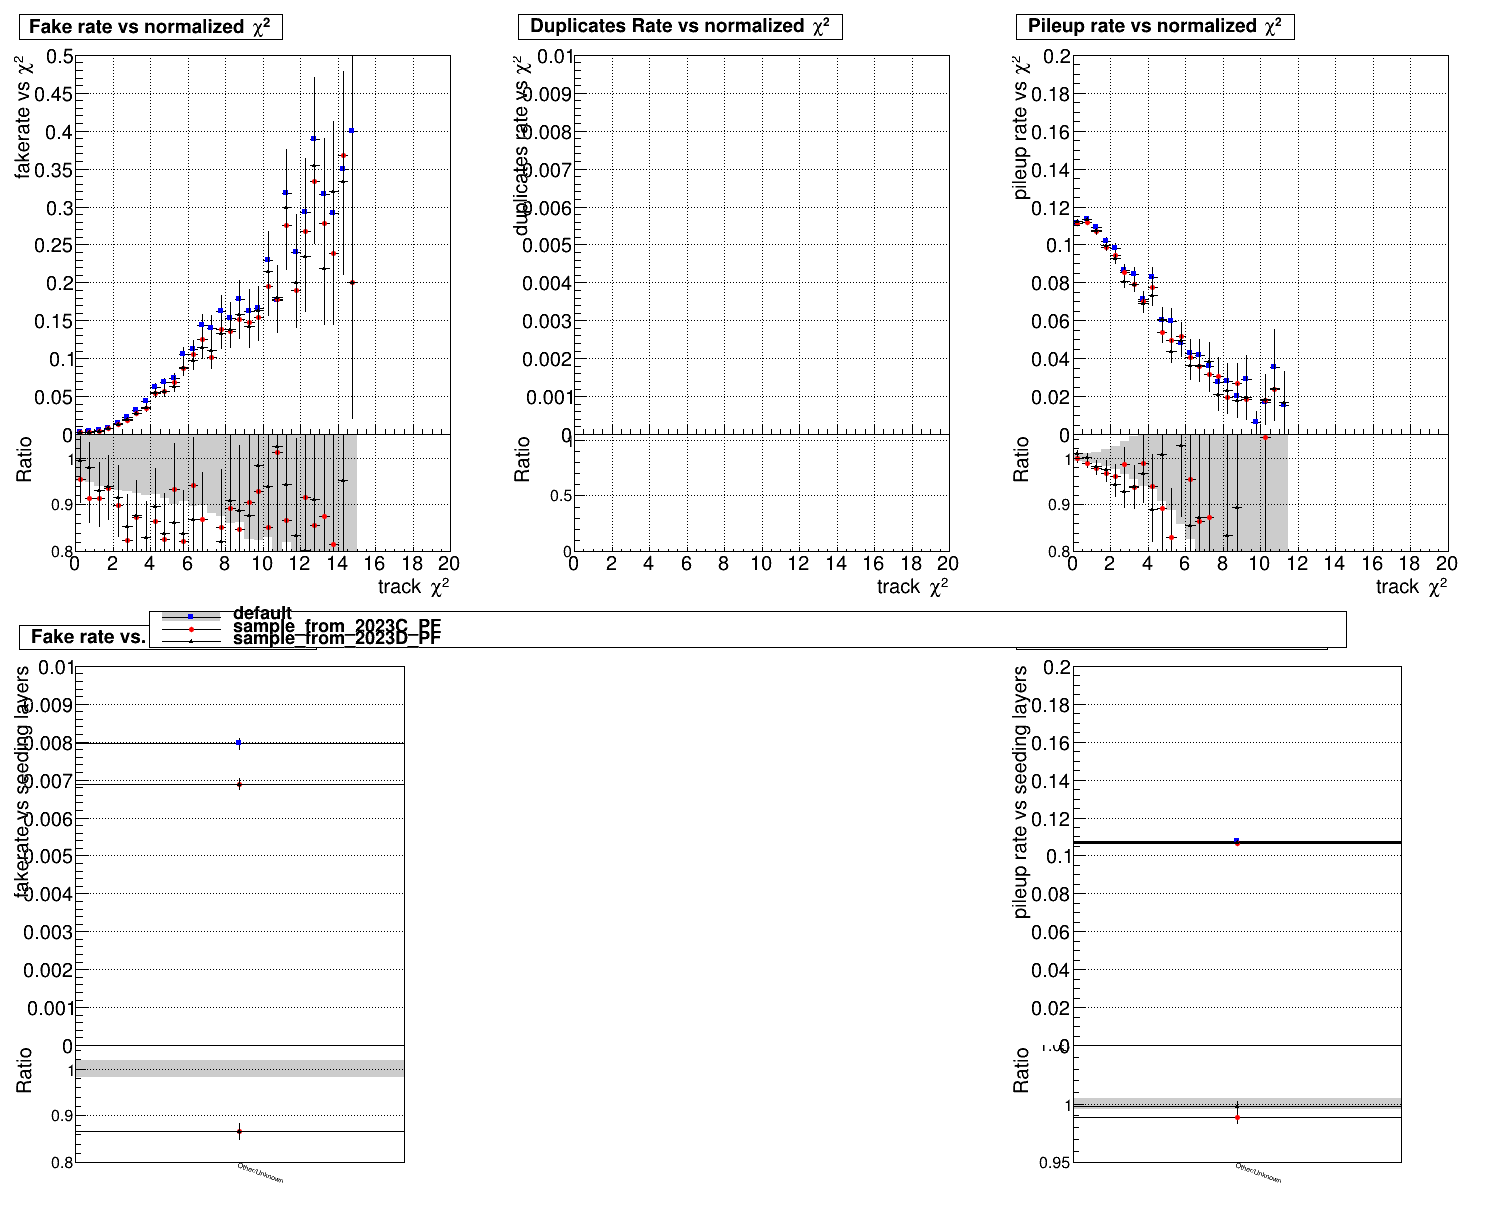 Fake rate vs normalized χ²
Duplicates Rate vs normalized χ²
Pileup rate vs normalized χ²
fakerate vs χ²
0.5
0.45
0.4
0.35
0.3
0.25
0.2
0.15
0.1
0.05
0
Ratio
1
0.9
0.8
0 2 4 6 8 10 12 14 16 18 20
track χ²
duplicates rate vs χ²
0.01
0.009
0.008
0.007
0.006
0.005
0.004
0.003
0.002
0.001
0
Ratio
1
0.5
0
0 2 4 6 8 10 12 14 16 18 20
track χ²
pileup rate vs χ²
0.2
0.18
0.16
0.14
0.12
0.1
0.08
0.06
0.04
0.02
0
Ratio
1
0.9
0.8
0 2 4 6 8 10 12 14 16 18 20
track χ²
default
sample_from_2023C_PF
sample_from_2023D_PF
Fake rate vs.
fakerate vs seeding layers
0.01
0.009
0.008
0.007
0.006
0.005
0.004
0.003
0.002
0.001
0
Ratio
1
0.9
0.8
Other/Unknown
pileup rate vs seeding layers
0.2
0.18
0.16
0.14
0.12
0.1
0.08
0.06
0.04
0.02
0
Ratio
1
0.95
Other/Unknown